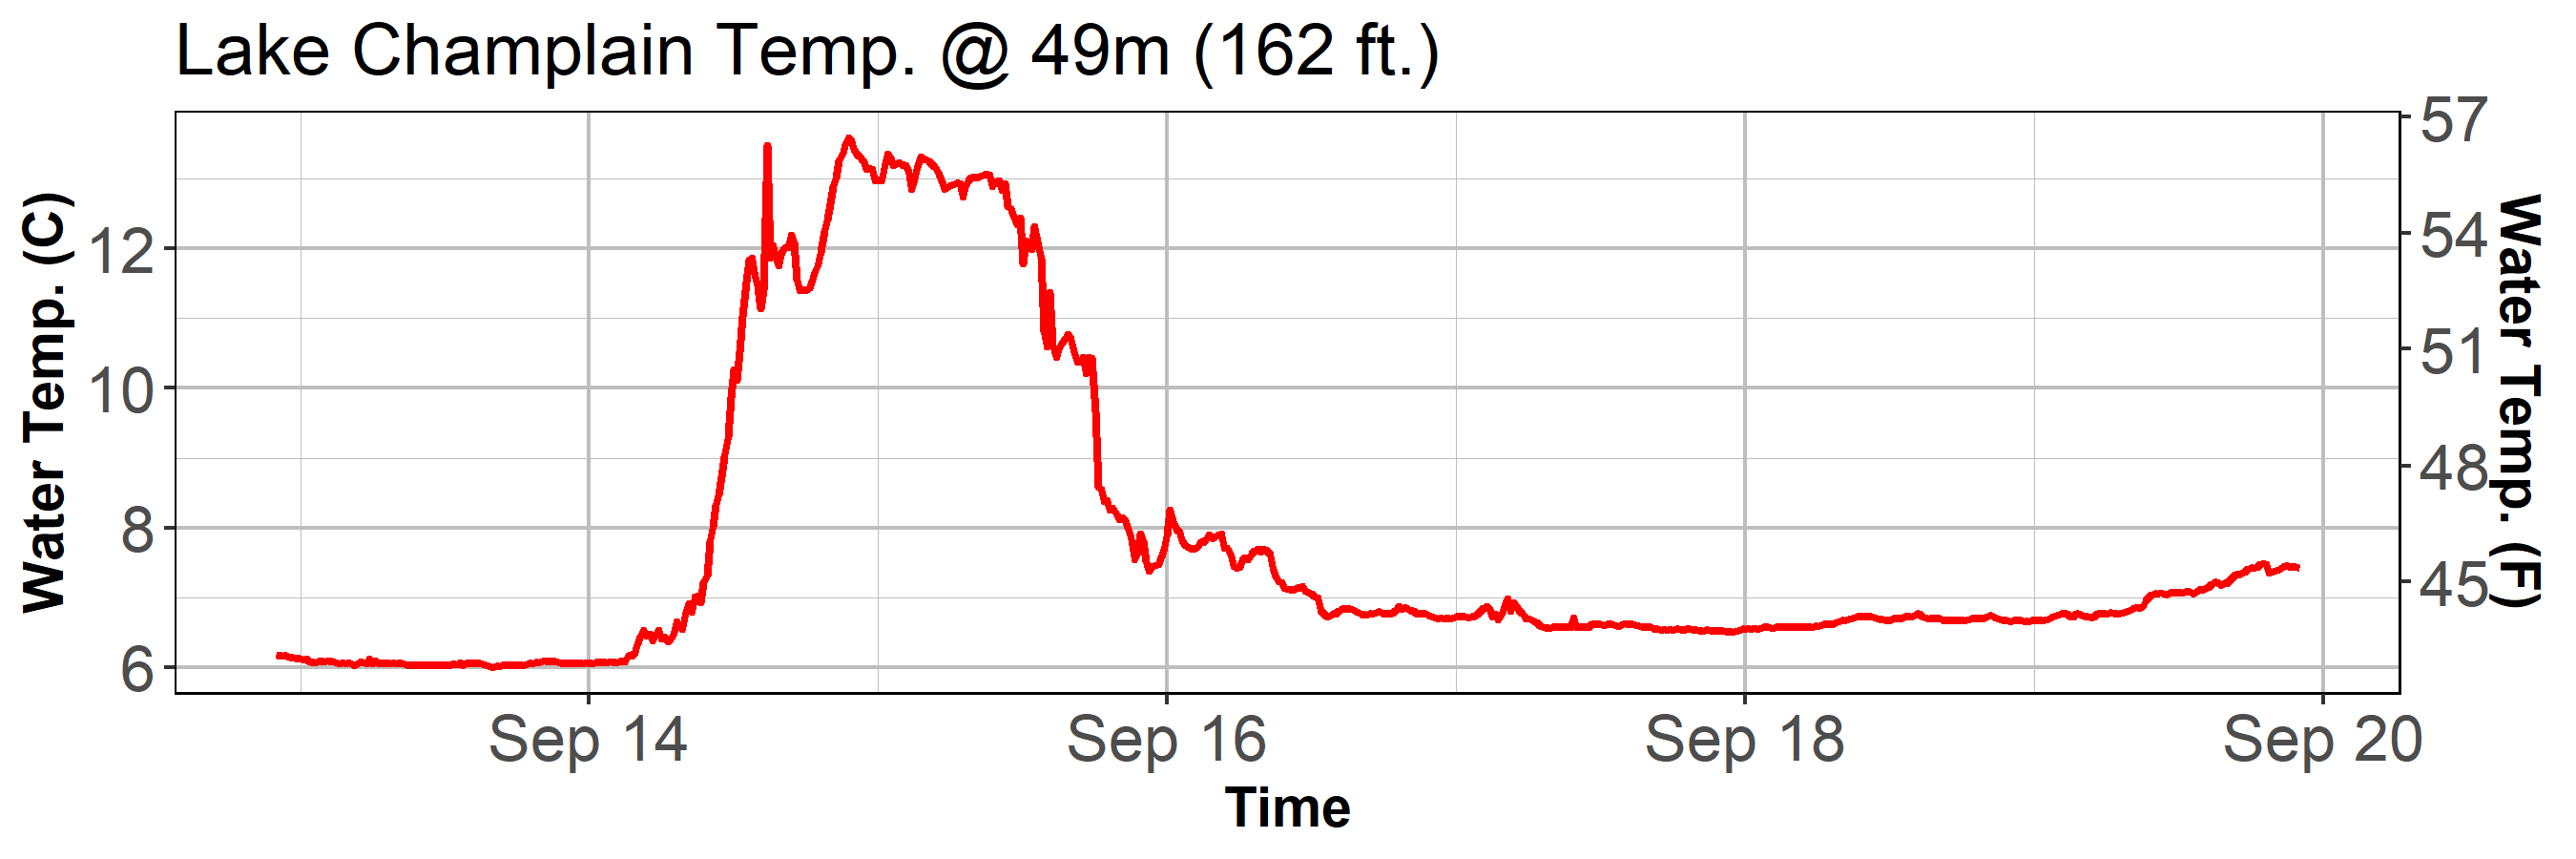 Lake Champlain Temp. @ 49m (162 ft.)
Water Temp. (C)
12
10
8
6
57
54
51
48
45
Water Temp. (F)
Sep 14
Sep 16
Sep 18
Sep 20
Time